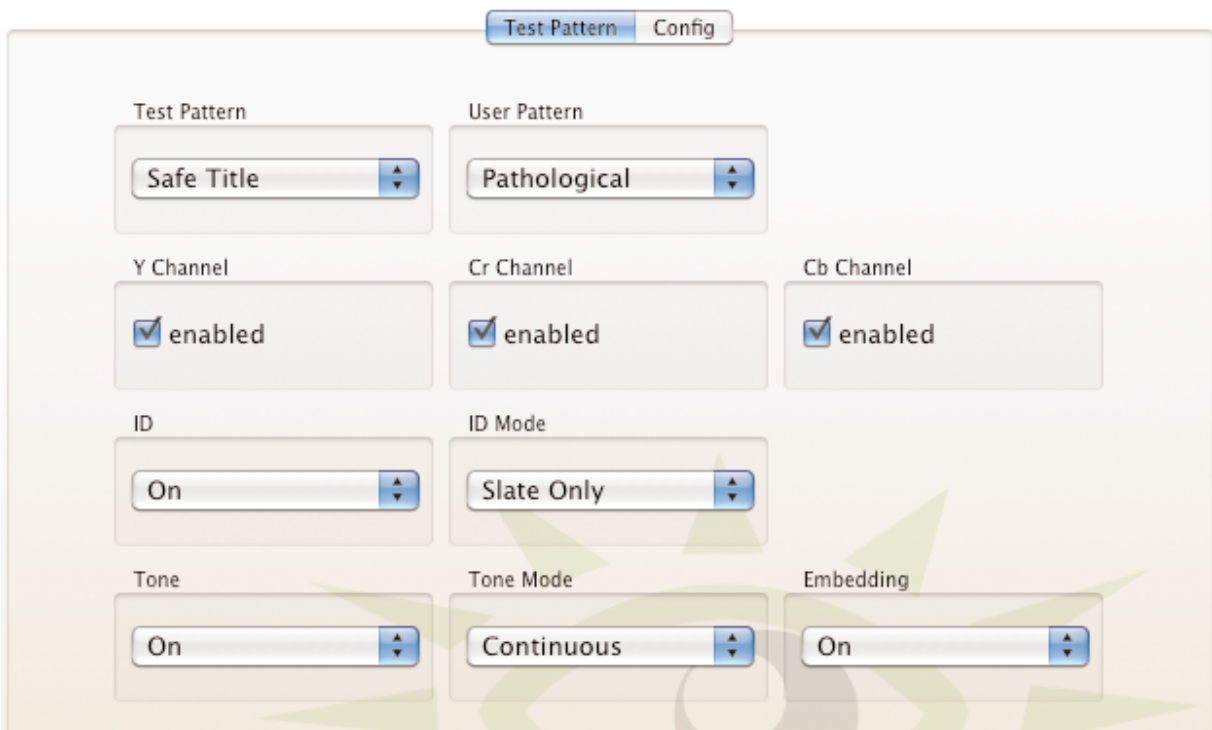 Test Pattern Config
Test Pattern User Pattern
Safe Title Pathological
Y Channel Cr Channel Cb Channel
enabled enabled enabled
ID ID Mode
On Slate Only
Tone Tone Mode Embedding
On Continuous On